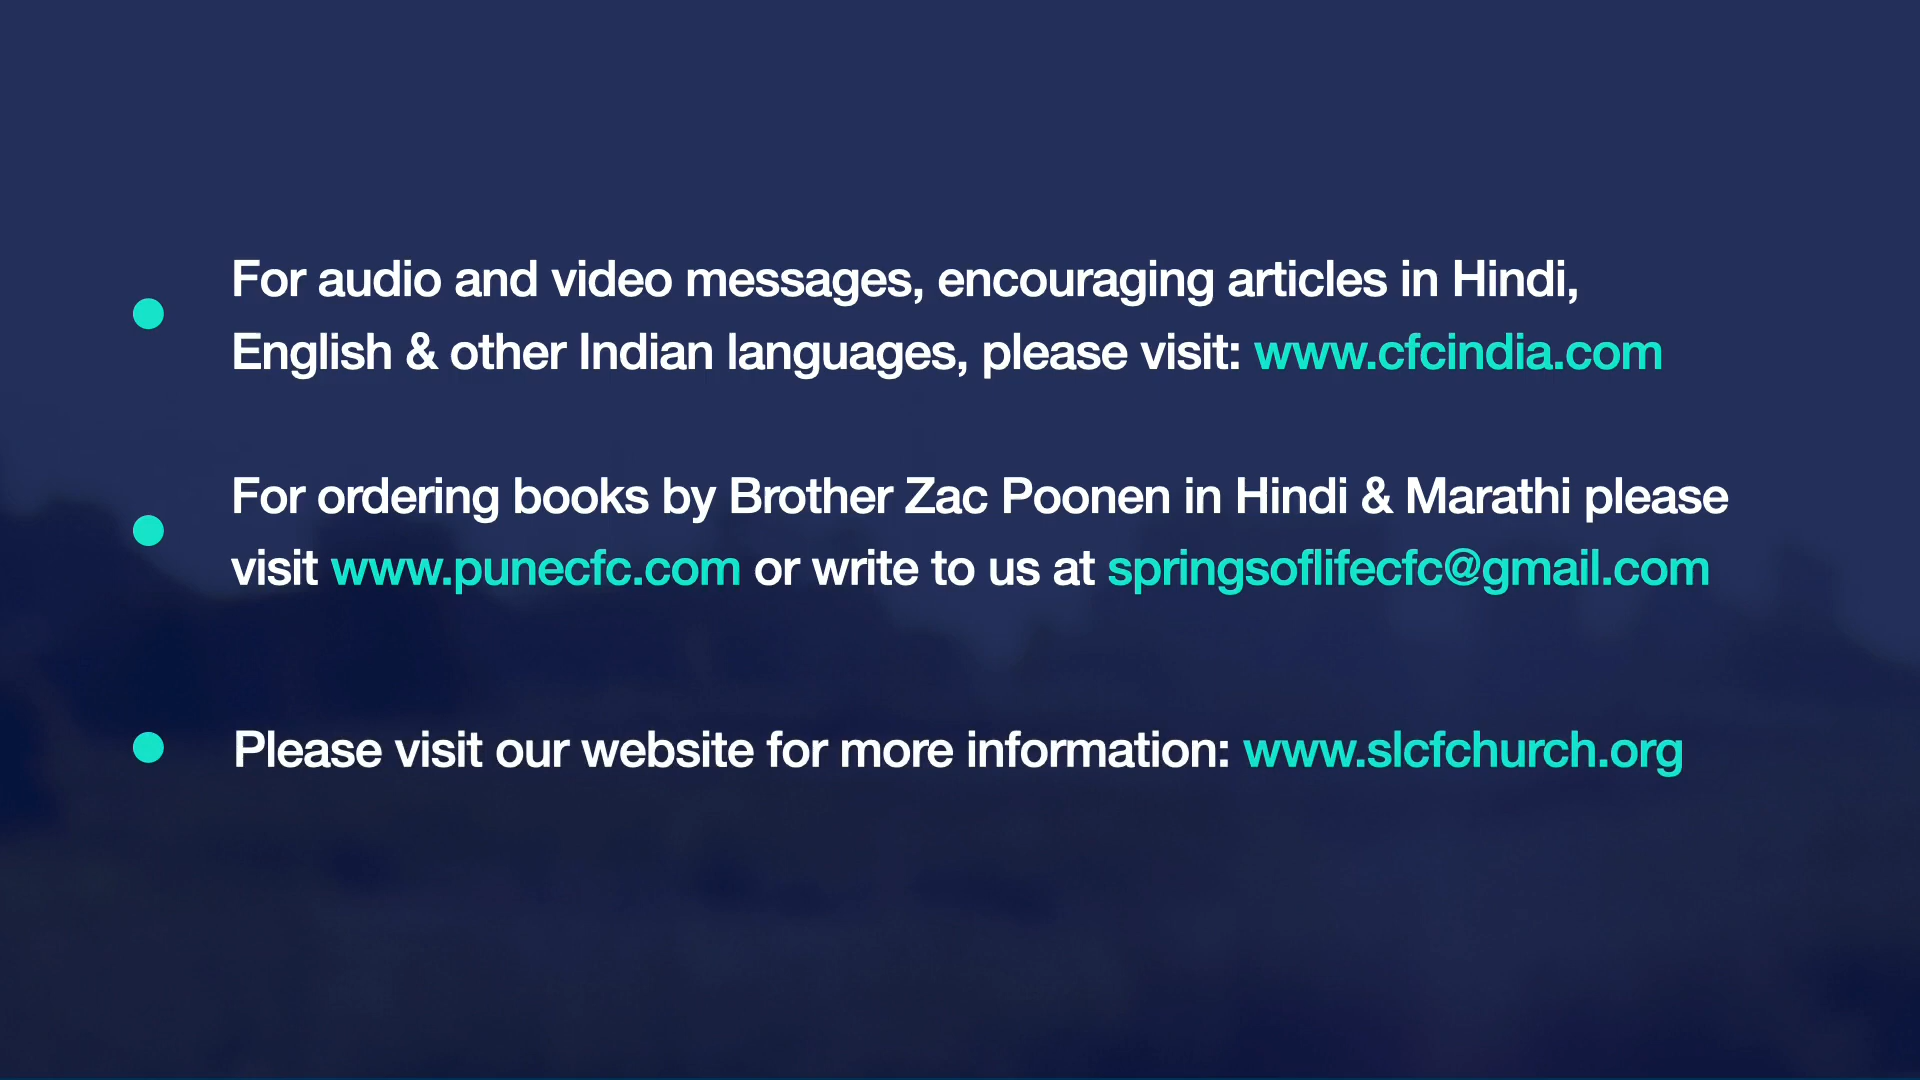 For audio and video messages, encouraging articles in Hindi,
English & other Indian languages, please visit: www.cfcindia.com
For ordering books by Brother Zac Poonen in Hindi & Marathi please
visit www.punecfc.com or write to us at springsoflifecfc@gmail.com
Please visit our website for more information: www.slcfchurch.org